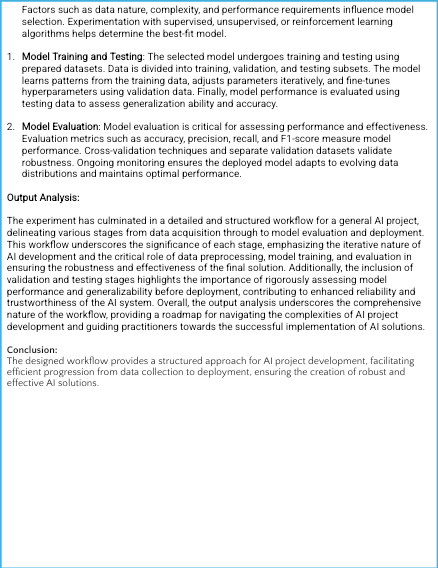 Factors such as data nature, complexity, and performance requirements influence model
selection. Experimentation with supervised, unsupervised, or reinforcement learning
algorithms helps determine the best-fit model.
1. Model Training and Testing: The selected model undergoes training and testing using
prepared datasets. Data is divided into training, validation, and testing subsets. The model
learns patterns from the training data, adjusts parameters iteratively, and fine-tunes
hyperparameters using validation data. Finally, model performance is evaluated using
testing data to assess generalization ability and accuracy.
2. Model Evaluation: Model evaluation is critical for assessing performance and effectiveness.
Evaluation metrics such as accuracy, precision, recall, and F1-score measure model
performance. Cross-validation techniques and separate validation datasets validate
robustness. Ongoing monitoring ensures the deployed model adapts to evolving data
distributions and maintains optimal performance.
Output Analysis:
The experiment has culminated in a detailed and structured workflow for a general AI project,
delineating various stages from data acquisition through to model evaluation and deployment.
This workflow underscores the significance of each stage, emphasizing the iterative nature of
AI development and the critical role of data preprocessing, model training, and evaluation in
ensuring the robustness and effectiveness of the final solution. Additionally, the inclusion of
validation and testing stages highlights the importance of rigorously assessing model
performance and generalizability before deployment, contributing to enhanced reliability and
trustworthiness of the AI system. Overall, the output analysis underscores the comprehensive
nature of the workflow, providing a roadmap for navigating the complexities of AI project
development and guiding practitioners towards the successful implementation of AI solutions.
Conclusion:
The designed workflow provides a structured approach for AI project development, facilitating
efficient progression from data collection to deployment, ensuring the creation of robust and
effective AI solutions.